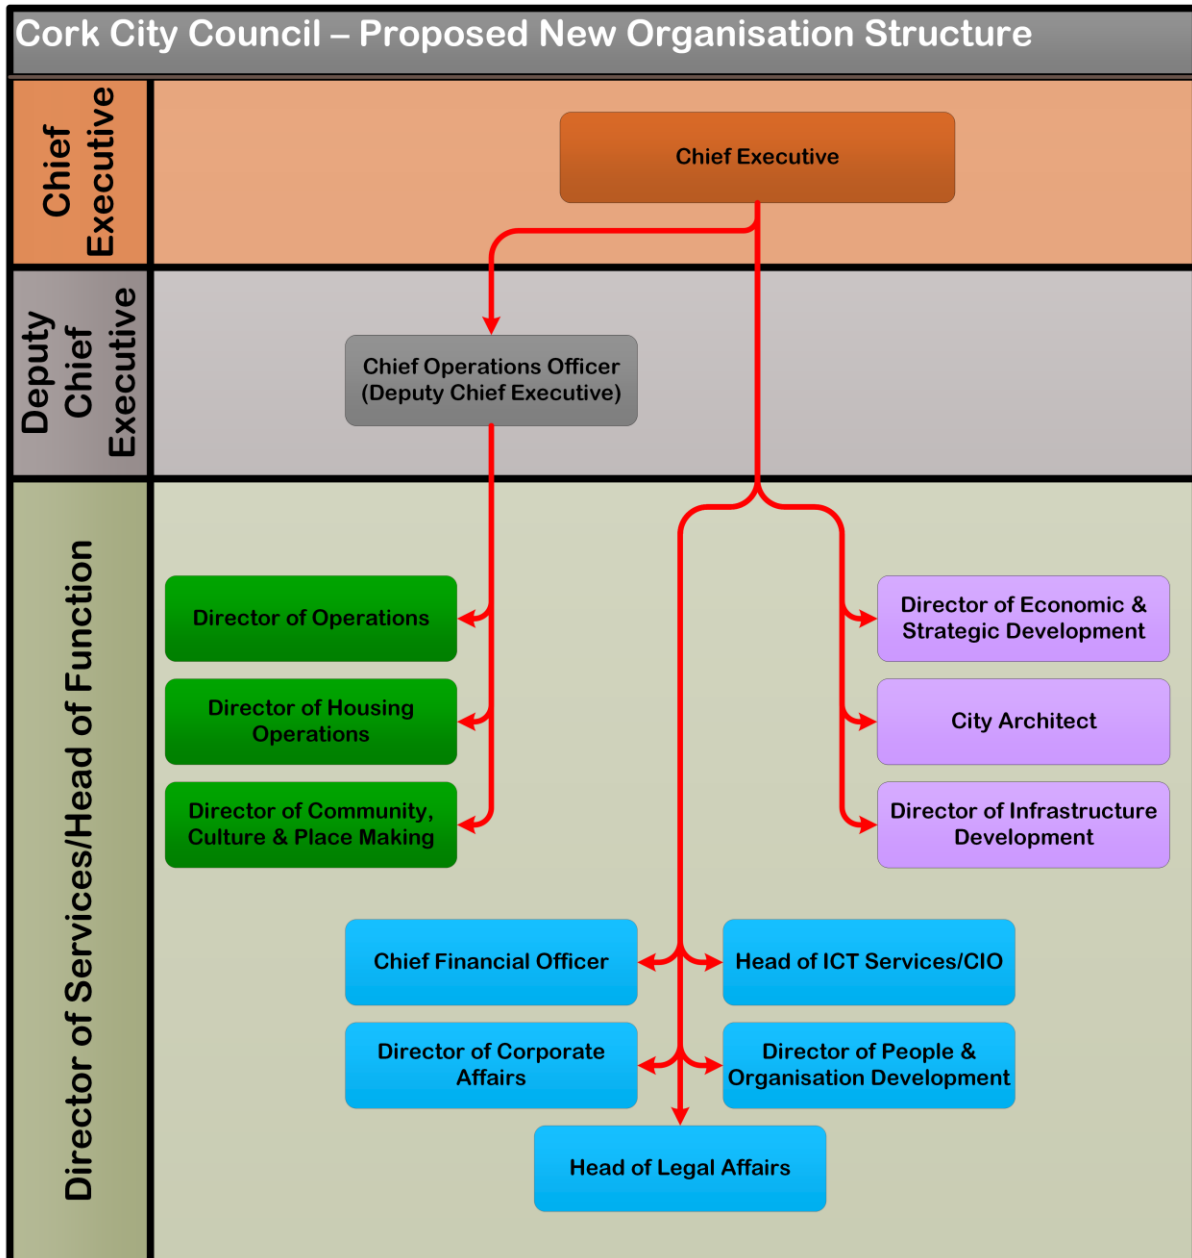 Cork City Council – Proposed New Organisation Structure
Chief
Executive
Chief Executive
Deputy
Chief
Executive
Chief Operations Officer
(Deputy Chief Executive)
Director of Services/Head of Function
Director of Operations
Director of Economic &
Strategic Development
Director of Housing
Operations
City Architect
Director of Community,
Culture & Place Making
Director of Infrastructure
Development
Chief Financial Officer
Head of ICT Services/CIO
Director of Corporate
Affairs
Director of People &
Organisation Development
Head of Legal Affairs